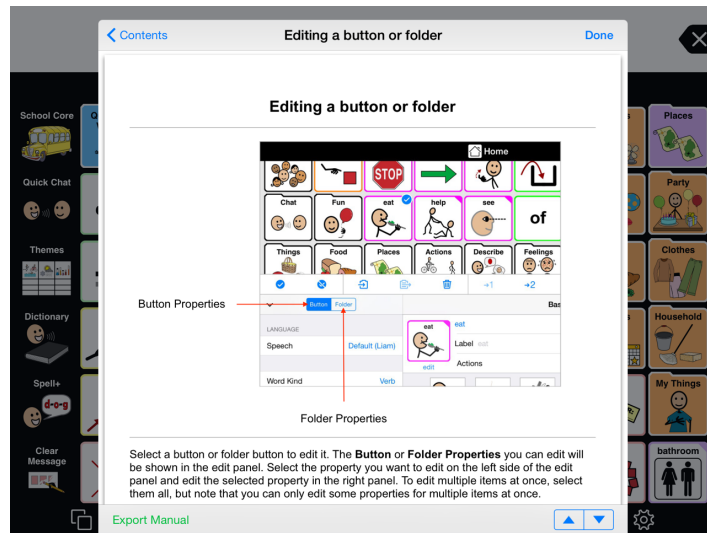 Contents
Editing a button or folder
Done
Editing a button or folder
Home
STOP
Chat
Fun
eat
help
see
of
Things
Food
Places
Actions
Describe
Feelings
→1
→2
Button Properties
Button
Folder
Bas
LANGUAGE
Speech
Default (Liam)
eat
eat
Label eat
Actions
edit
Word Kind
Verb
Folder Properties
Select a button or folder button to edit it. The Button or Folder Properties you can edit will
be shown in the edit panel. Select the property you want to edit on the left side of the edit
panel and edit the selected property in the right panel. To edit multiple items at once, select
them all, but note that you can only edit some properties for multiple items at once.
Export Manual
School Core
Quick Chat
Themes
Dictionary
Spell+
d-o-g
Clear
Message
Places
Party
Clothes
Household
My Things
bathroom